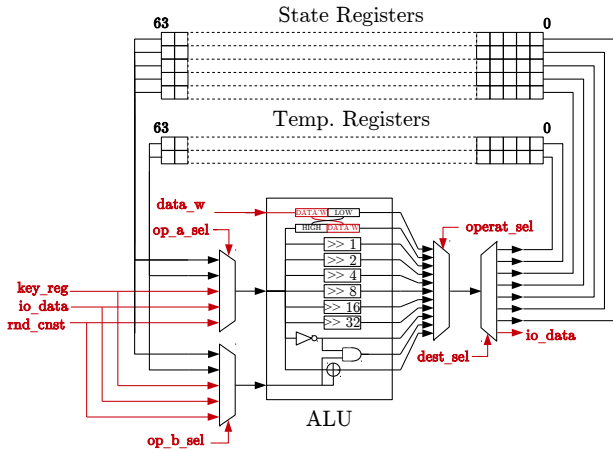 State Registers
63 0
Temp. Registers
63 0
data_w
DATA W LOW
op_a_sel
HIGH DATA W
operat_sel
>> 1
>> 2
>> 4
key_reg
>> 8
io_data
>> 16
rnd_cnst
>> 32
io_data
dest_sel
ALU
op_b_sel